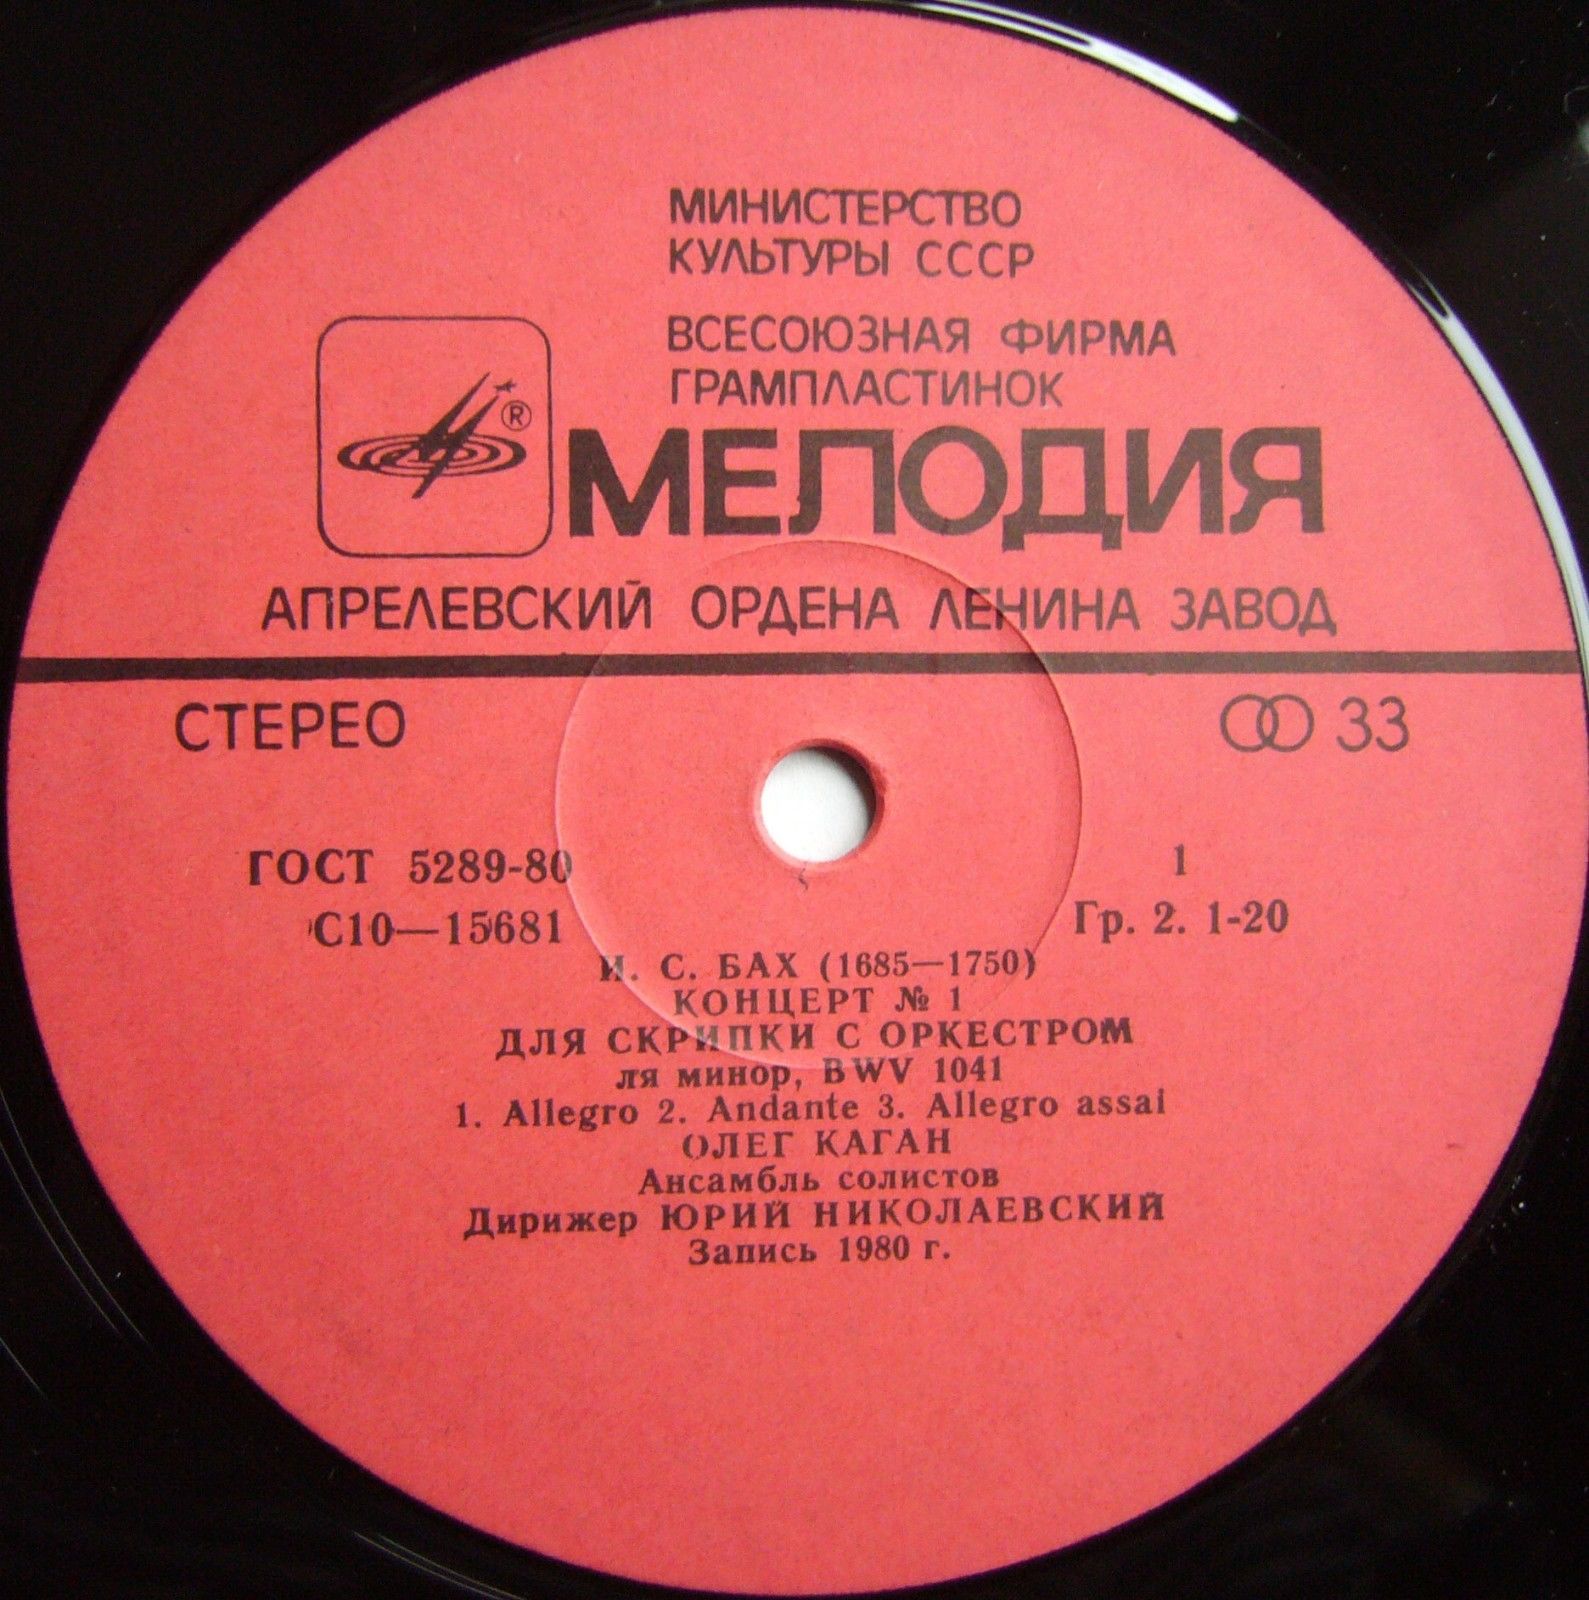 МИНИСТЕРСТВО
КУЛЬТУРЫ СССР
ВСЕСОЮЗНАЯ ФИРМА
ГРАМПЛАСТИНОК
®
МЕЛОДИЯ
АПРЕЛЕВСКИЙ ОРДЕНА ЛЕНИНА ЗАВОД
СТЕРЕО 33
ГОСТ 5289-80 1
С10—15681 Гр. 2. 1-20
И. С. БАХ (1685—1750)
КОНЦЕРТ № 1
ДЛЯ СКРИПКИ С ОРКЕСТРОМ
ля минор, BWV 1041
1. Allegro 2. Andante 3. Allegro assai
ОЛЕГ КАГАН
Ансамбль солистов
Дирижер ЮРИЙ НИКОЛАЕВСКИЙ
Запись 1980 г.